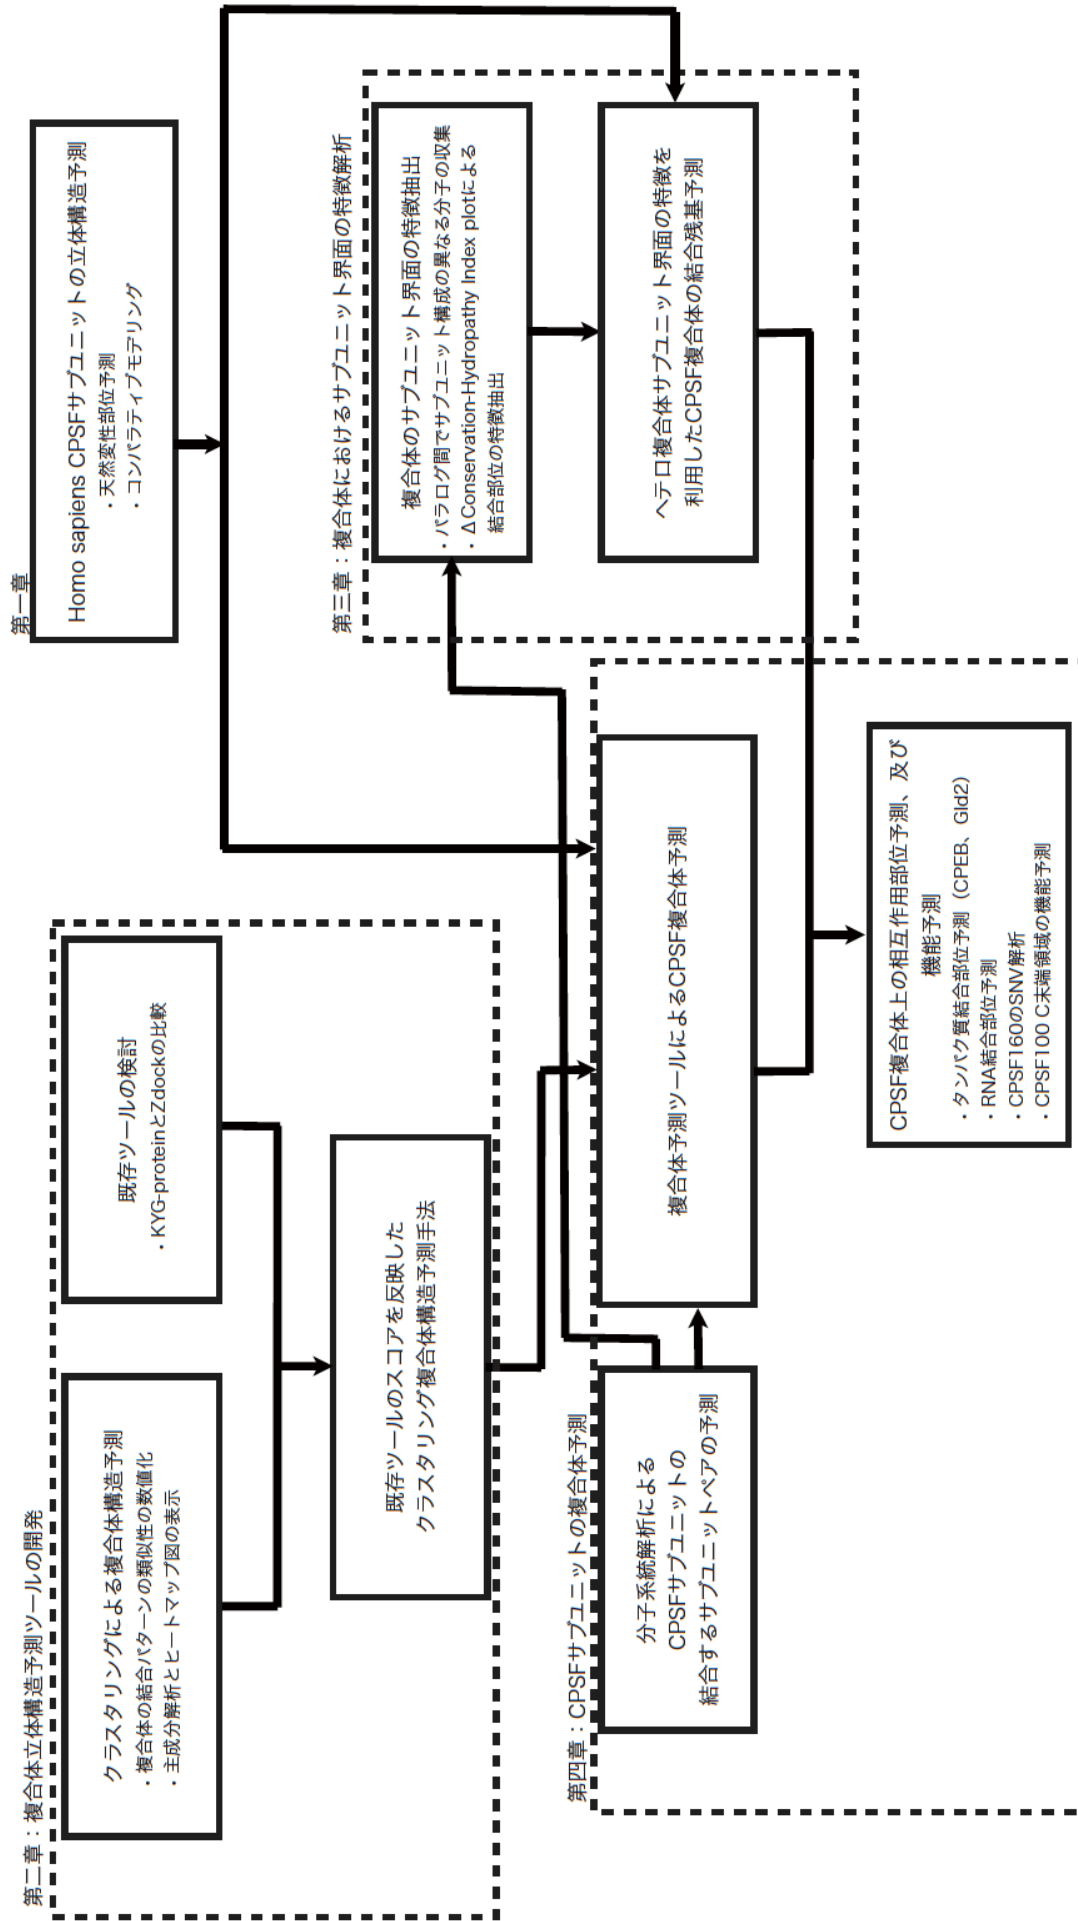 第一章
Homo sapiens CPSFサブユニットの立体構造予測
・天然変性部位予測
・コンパラティブモデリング
第二章：複合体立体構造予測ツールの開発
クラスタリングによる複合体構造予測
・複合体の結合パターンの類似性の数値化
・主成分解析とヒートマップ図の表示
既存ツールの検討
・KYG-proteinとZdockの比較
既存ツールのスコアを反映した
クラスタリング複合体構造予測手法
第三章：複合体におけるサブユニット界面の特徴解析
複合体のサブユニット界面の特徴抽出
・パラログ間でサブユニット構成の異なる分子の収集
・ΔConservation-Hydropathy Index plotによる
結合部位の特徴抽出
ヘテロ複合体サブユニット界面の特徴を
利用したCPSF複合体の結合残基予測
第四章：CPSFサブユニットの複合体予測
分子系統解析による
CPSFサブユニットの
結合するサブユニットペアの予測
複合体予測ツールによるCPSF複合体予測
CPSF複合体上の相互作用部位予測、及び
機能予測
・タンパク質結合部位予測（CPEB、Gld2）
・RNA結合部位予測
・CPSF160のSNV解析
・CPSF100 C末端領域の機能予測